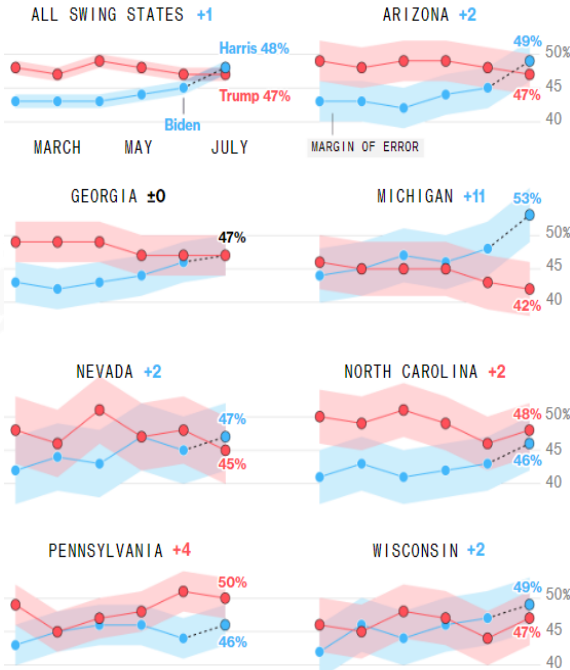 ALL SWING STATES +1
Harris 48%
Trump 47%
Biden
MARCH MAY JULY
ARIZONA +2
49%
50%
47%
45
40
MARGIN OF ERROR
GEORGIA ±0
47%
MICHIGAN +11
53%
50%
45
40
42%
NEVADA +2
47%
45%
NORTH CAROLINA +2
50%
48%
45
46%
40
PENNSYLVANIA +4
50%
46%
WISCONSIN +2
49%
50%
47%
45
40